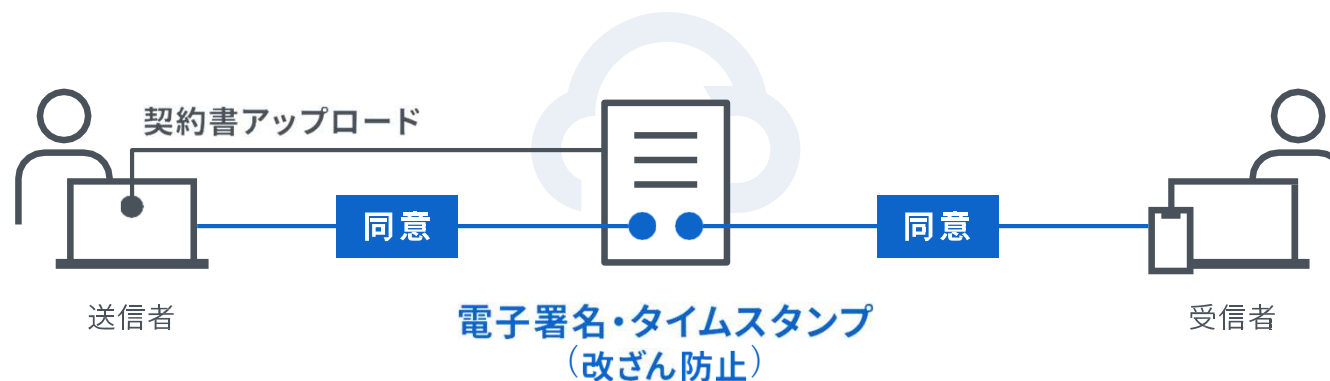 契約書アップロード
同意
同意
送信者
電子署名・タイムスタンプ
（改ざん防止）
受信者